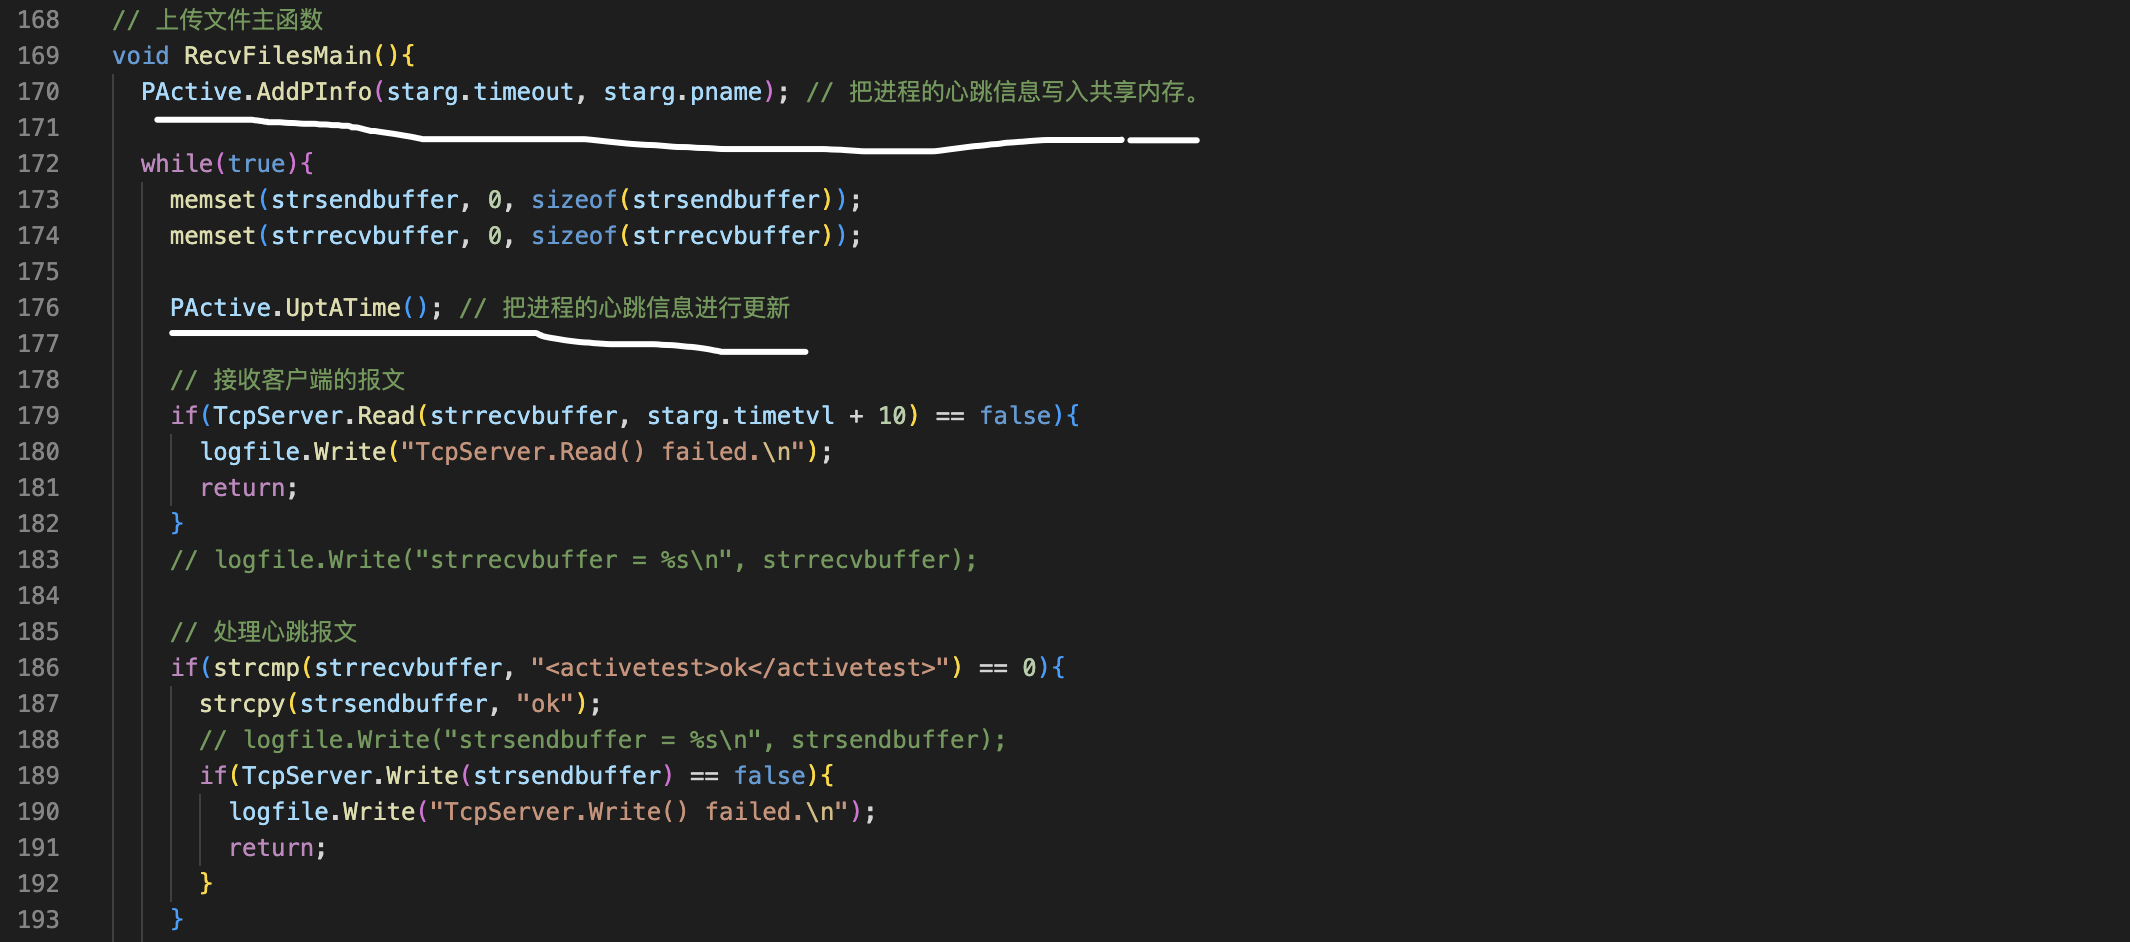 168 // 上传文件主函数
169 void RecvFilesMain(){
170 PActive.AddPInfo(starg.timeout, starg.pname); // 把进程的心跳信息写入共享内存。
171
172 while(true){
173 memset(strsendbuffer, 0, sizeof(strsendbuffer));
174 memset(strrecvbuffer, 0, sizeof(strrecvbuffer));
175
176 PActive.UptATime(); // 把进程的心跳信息进行更新
177
178 // 接收客户端的报文
179 if(TcpServer.Read(strrecvbuffer, starg.timetvl + 10) == false){
180 logfile.Write("TcpServer.Read() failed.\n");
181 return;
182 }
183 // logfile.Write("strrecvbuffer = %s\n", strrecvbuffer);
184
185 // 处理心跳报文
186 if(strcmp(strrecvbuffer, "<activetest>ok</activetest>") == 0){
187 strcpy(strsendbuffer, "ok");
188 // logfile.Write("strsendbuffer = %s\n", strsendbuffer);
189 if(TcpServer.Write(strsendbuffer) == false){
190 logfile.Write("TcpServer.Write() failed.\n");
191 return;
192 }
193 }